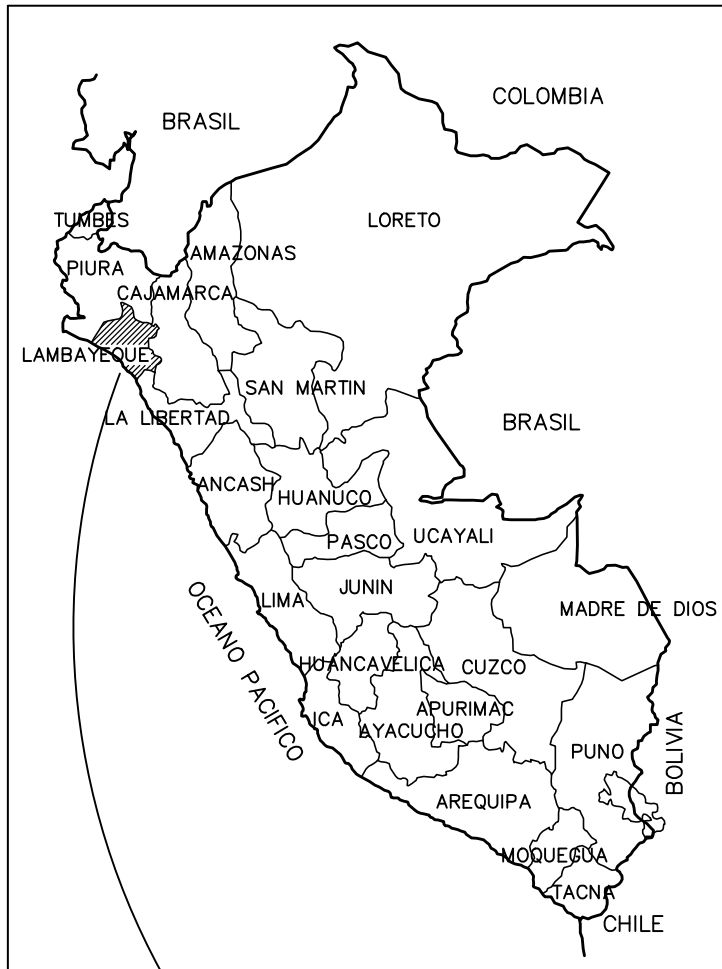 COLOMBIA
BRASIL
TUMBES
LORETO
AMAZONAS
PIURA
CAJAMARCA
LAMBAYEQUE
SAN MARTIN
LA LIBERTAD
BRASIL
ANCASH
HUANUCO
UCAYALI
PASCO
JUNIN
LIMA
MADRE DE DIOS
OCEANO PACIFICO
HUANCAVELICA
CUZCO
APURIMAC
ICA
AYACUCHO
PUNO
BOLIVIA
AREQUIPA
MOQUEGUA
TACNA
CHILE